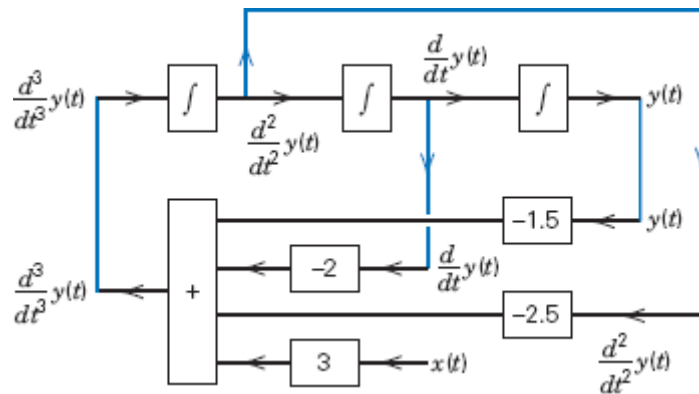 d³/dt³ y(t) ∫ ∫ d/dt y(t) ∫ y(t)
d²/dt² y(t)
−1.5 y(t)
−2 d/dt y(t)
d³/dt³ y(t) +
−2.5
3 x(t) d²/dt² y(t)